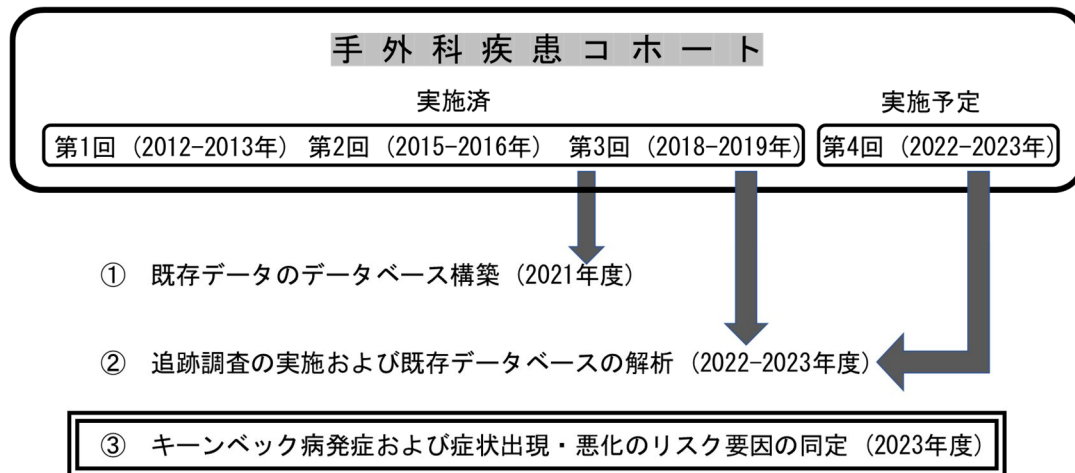 手外科疾患コホート
実施済 実施予定
第1回（2012-2013年）第2回（2015-2016年） 第3回（2018-2019年） 第4回（2022-2023年）
① 既存データのデータベース構築（2021年度）
② 追跡調査の実施および既存データベースの解析（2022-2023年度）
③ キーンベック病発症および症状出現・悪化のリスク要因の同定（2023年度）